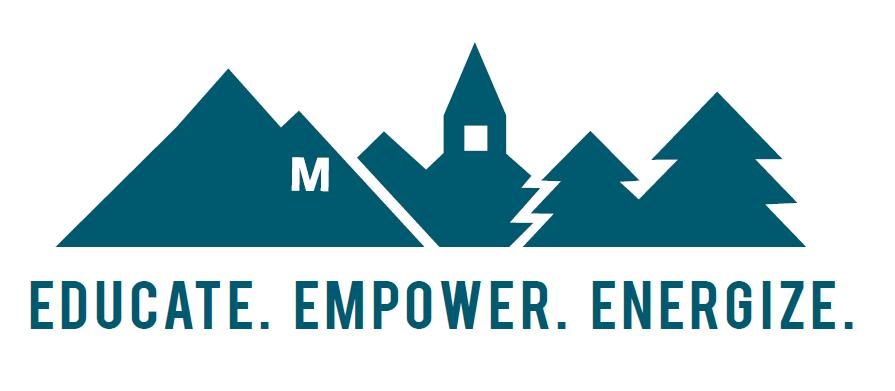 M
EDUCATE. EMPOWER. ENERGIZE.